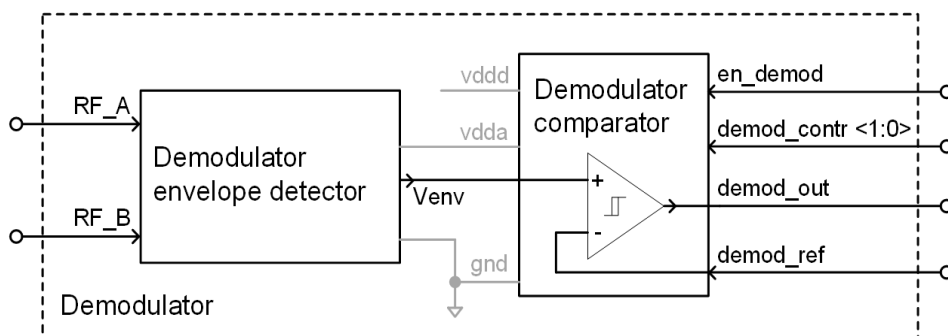 RF_A
RF_B
Demodulator
envelope detector
Demodulator
vddd
vdda
Venv
gnd
Demodulator
comparator
+
-
en_demod
demod_contr <1:0>
demod_out
demod_ref